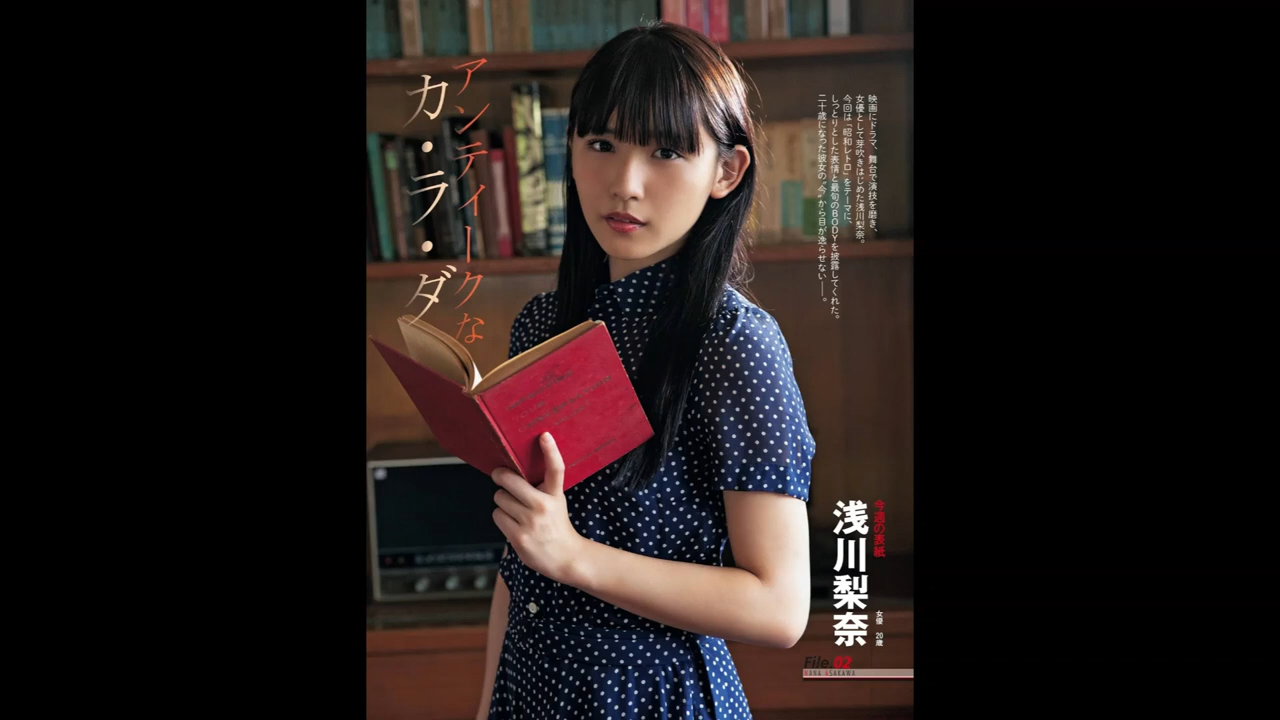 アンティークな
カ・ラ・ダ
映画にドラマ、舞台で演技を磨き、
女優として芽吹きはじめた浅川梨奈。
今回は「昭和レトロ」をテーマに、
しっとりとした表情と最旬のBODYを披露してくれた。
二十歳になった彼女の“今”から目が逸らせない──。
今週の表紙
浅川梨奈
女優 20歳
File.02
NANA ASAKAWA